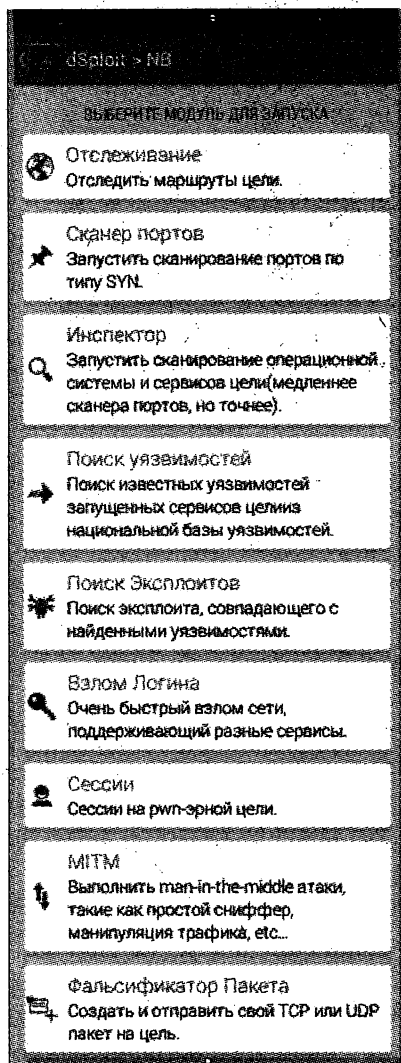 dSploit > NB
ВЫБЕРИТЕ МОДУЛЬ ДЛЯ ЗАПУСКА
Отслеживание
Отследить маршруты цели.
Сканер портов
Запустить сканирование портов по
типу SYN.
Инспектор
Запустить сканирование операционной
системы и сервисов цели(медленнее
сканера портов, но точнее).
Поиск уязвимостей
Поиск известных уязвимостей
запущенных сервисов целииз
национальной базы уязвимостей.
Поиск Эксплоитов
Поиск эксплоита, совпадающего с
найденными уязвимостями.
Взлом Логина
Очень быстрый взлом сети,
поддерживающий разные сервисы.
Сессии
Сессии на pwn-эрной цели.
MITM
Выполнить man-in-the-middle атаки,
такие как простой сниффер,
манипуляция трафика, etc...
Фальсификатор Пакета
Создать и отправить свой TCP или UDP
пакет на цель.